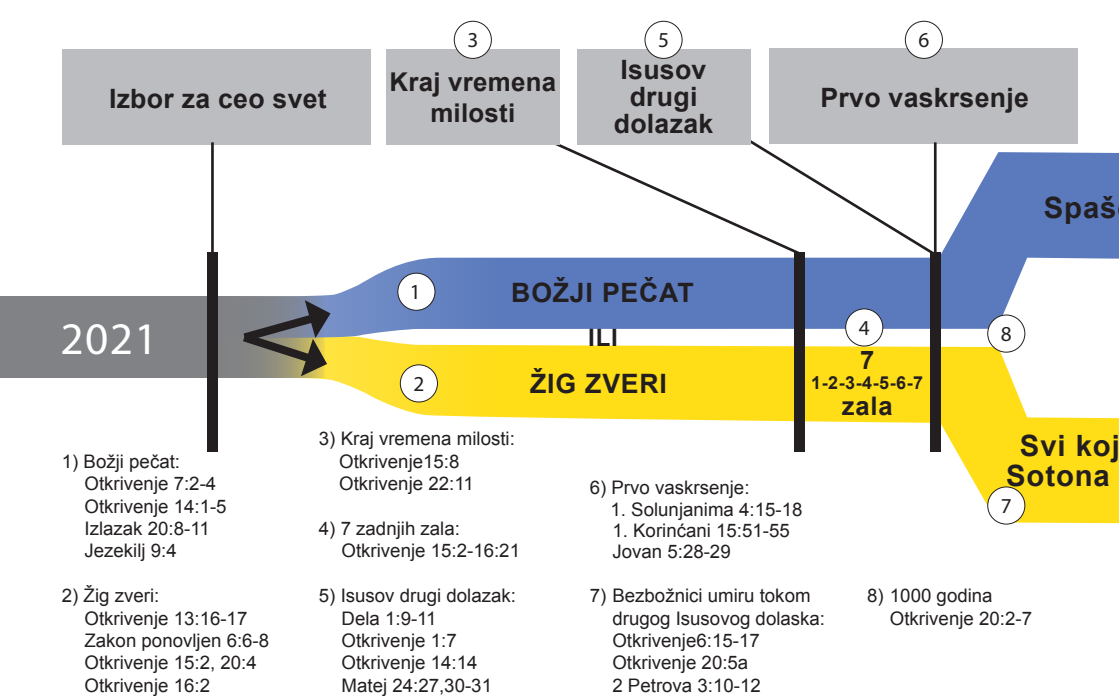 3
5
6
Izbor za ceo svet
Kraj vremena
milosti
Isusov
drugi
dolazak
Prvo vaskrsenje
2021
1
BOŽJI PEČAT
ILI
2
ŽIG ZVERI
4
7
1-2-3-4-5-6-7
zala
8
7
Svi koj
Sotona
1) Božji pečat:
Otkrivenje 7:2-4
Otkrivenje 14:1-5
Izlazak 20:8-11
Jezekilj 9:4
2) Žig zveri:
Otkrivenje 13:16-17
Zakon ponovljen 6:6-8
Otkrivenje 15:2, 20:4
Otkrivenje 16:2
3) Kraj vremena milosti:
Otkrivenje15:8
Otkrivenje 22:11
4) 7 zadnjih zala:
Otkrivenje 15:2-16:21
5) Isusov drugi dolazak:
Dela 1:9-11
Otkrivenje 1:7
Otkrivenje 14:14
Matej 24:27,30-31
6) Prvo vaskrsenje:
1. Solunjanima 4:15-18
1. Korinćani 15:51-55
Jovan 5:28-29
7) Bezbožnici umiru tokom
drugog Isusovog dolaska:
Otkrivenje6:15-17
Otkrivenje 20:5a
2 Petrova 3:10-12
8) 1000 godina
Otkrivenje 20:2-7